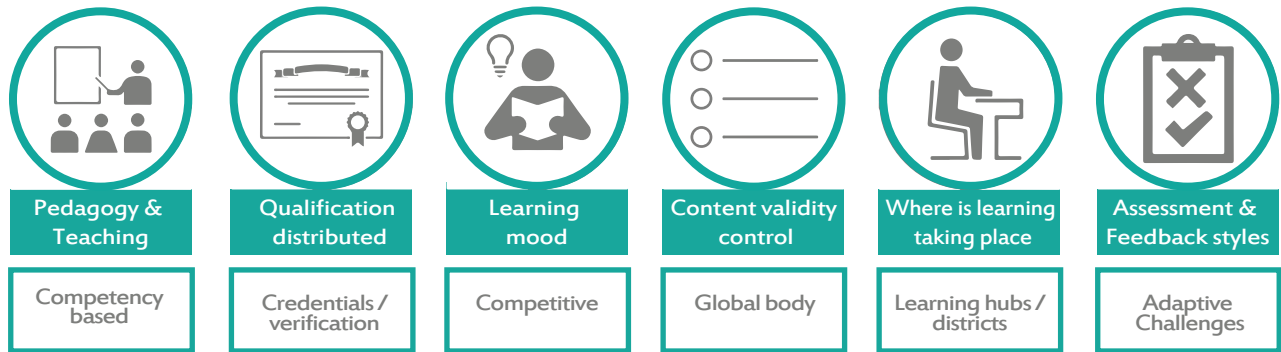 Pedagogy &
Teaching
Qualification
distributed
Learning
mood
Content validity
control
Where is learning
taking place
Assessment &
Feedback styles
Competency
based
Credentials /
verification
Competitive
Global body
Learning hubs /
districts
Adaptive
Challenges